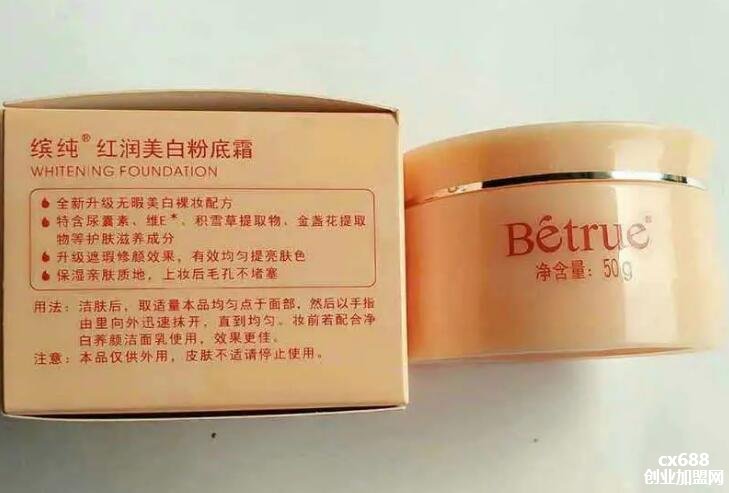 缤纯® 红润美白粉底霜
WHITENING FOUNDATION
全新升级无暇美白裸妆配方
特含尿囊素、维E*、积雪草提取物、金盏花提取
物等护肤滋养成分
升级遮瑕修颜效果，有效均匀提亮肤色
保湿亲肤质地，上妆后毛孔不堵塞
用法：洁肤后，取适量本品均匀点于面部，然后以手指
由里向外迅速抹开，直到均匀。妆前若配合净
白养颜洁面乳使用，效果更佳。
注意：本品仅供外用，皮肤不适请停止使用。
Bétrue®
净含量：50g
cx688
创业加盟网